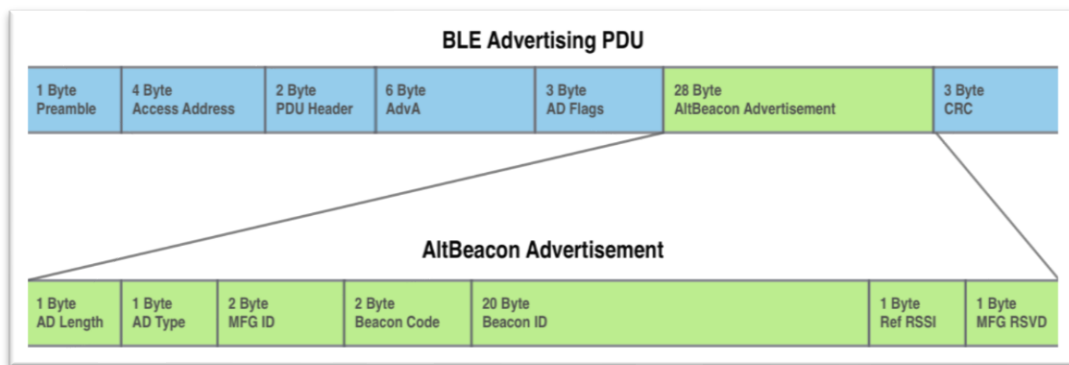 BLE Advertising PDU
1 Byte
Preamble
4 Byte
Access Address
2 Byte
PDU Header
6 Byte
AdvA
3 Byte
AD Flags
28 Byte
AltBeacon Advertisement
3 Byte
CRC
AltBeacon Advertisement
1 Byte
AD Length
1 Byte
AD Type
2 Byte
MFG ID
2 Byte
Beacon Code
20 Byte
Beacon ID
1 Byte
Ref RSSI
1 Byte
MFG RSVD